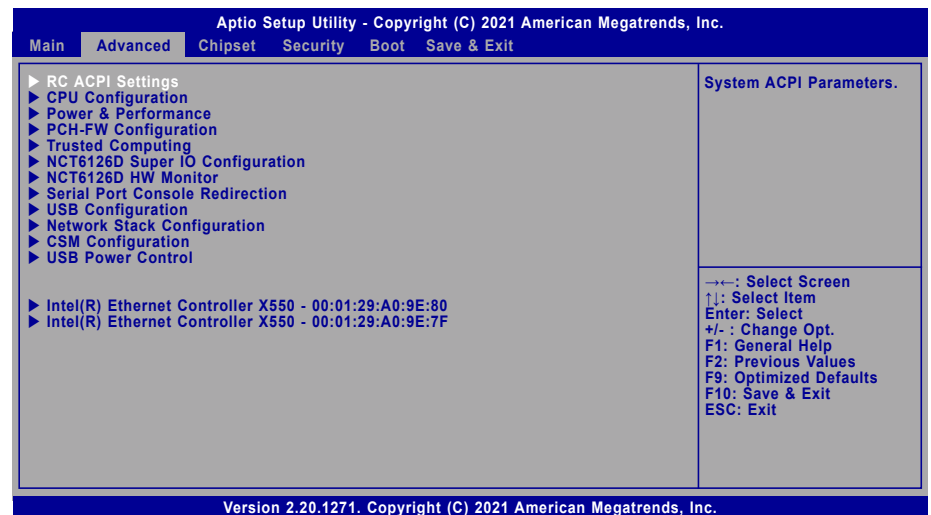 Aptio Setup Utility - Copyright (C) 2021 American Megatrends, Inc.
Main Advanced Chipset Security Boot Save & Exit
▶ RC ACPI Settings
▶ CPU Configuration
▶ Power & Performance
▶ PCH-FW Configuration
▶ Trusted Computing
▶ NCT6126D Super IO Configuration
▶ NCT6126D HW Monitor
▶ Serial Port Console Redirection
▶ USB Configuration
▶ Network Stack Configuration
▶ CSM Configuration
▶ USB Power Control
▶ Intel(R) Ethernet Controller X550 - 00:01:29:A0:9E:80
▶ Intel(R) Ethernet Controller X550 - 00:01:29:A0:9E:7F
System ACPI Parameters.
→←: Select Screen
↑↓: Select Item
Enter: Select
+/- : Change Opt.
F1: General Help
F2: Previous Values
F9: Optimized Defaults
F10: Save & Exit
ESC: Exit
Version 2.20.1271. Copyright (C) 2021 American Megatrends, Inc.